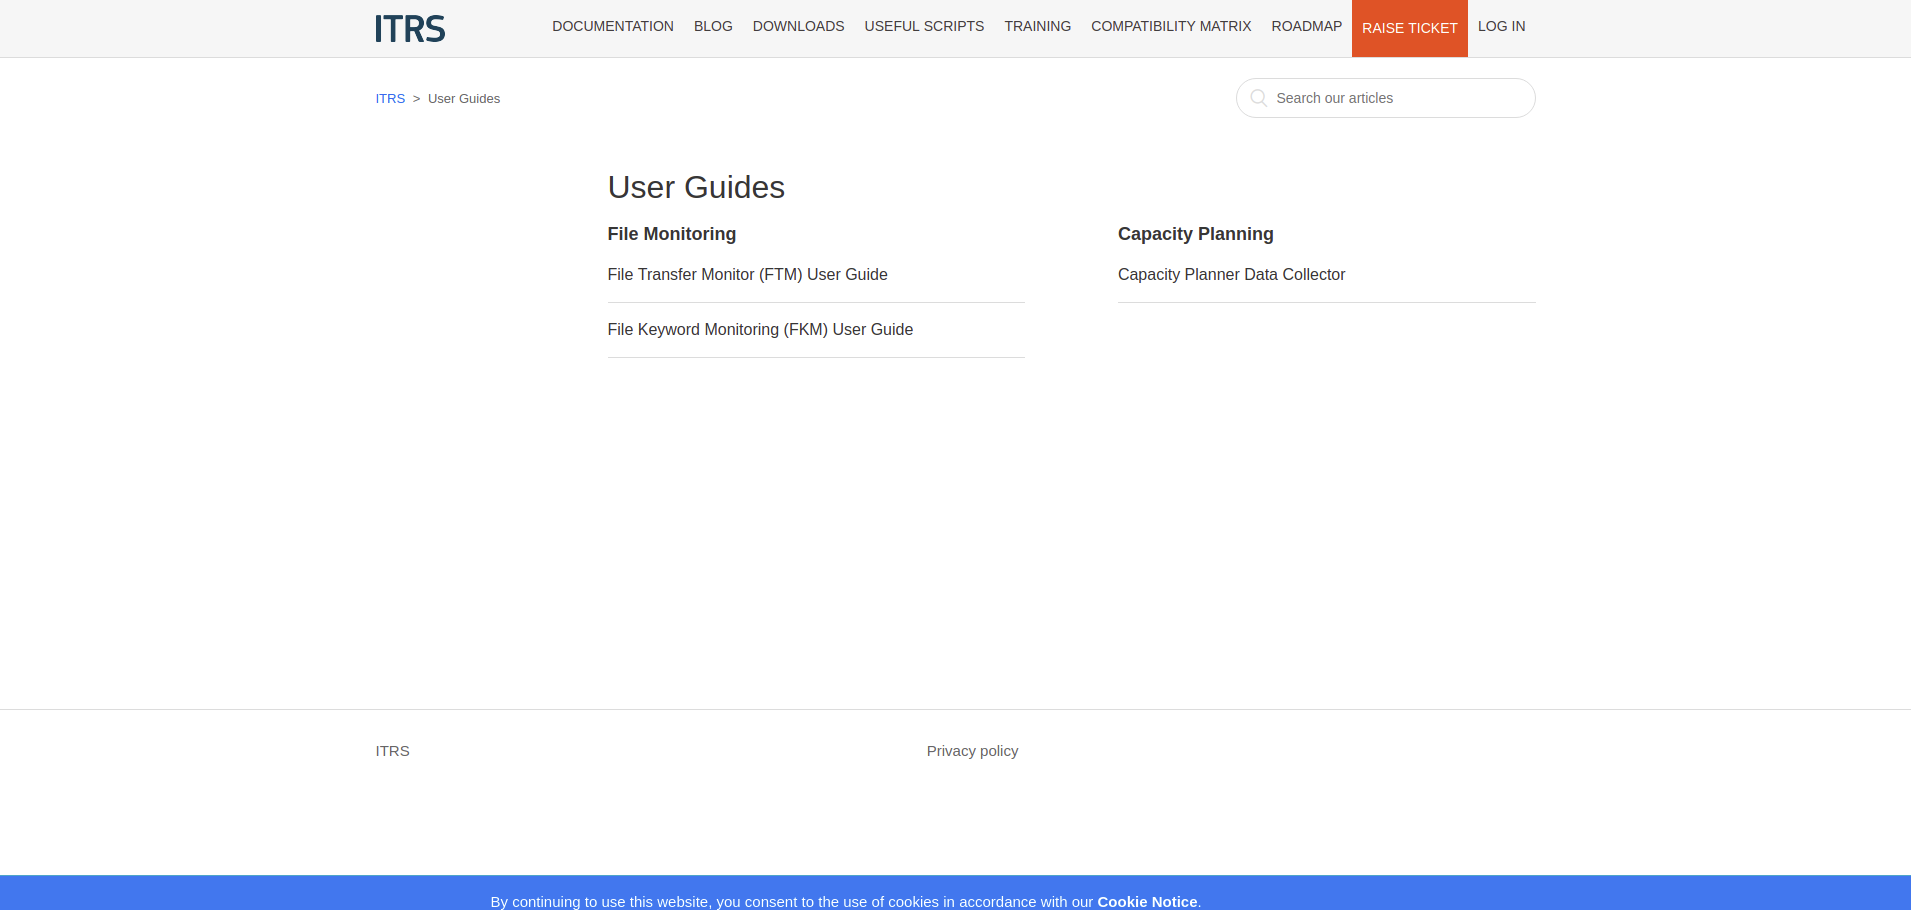 ITRS
DOCUMENTATION BLOG DOWNLOADS USEFUL SCRIPTS TRAINING COMPATIBILITY MATRIX ROADMAP RAISE TICKET LOG IN
ITRS > User Guides
Search our articles
User Guides
File Monitoring
File Transfer Monitor (FTM) User Guide
File Keyword Monitoring (FKM) User Guide
Capacity Planning
Capacity Planner Data Collector
ITRS
Privacy policy
By continuing to use this website, you consent to the use of cookies in accordance with our Cookie Notice.